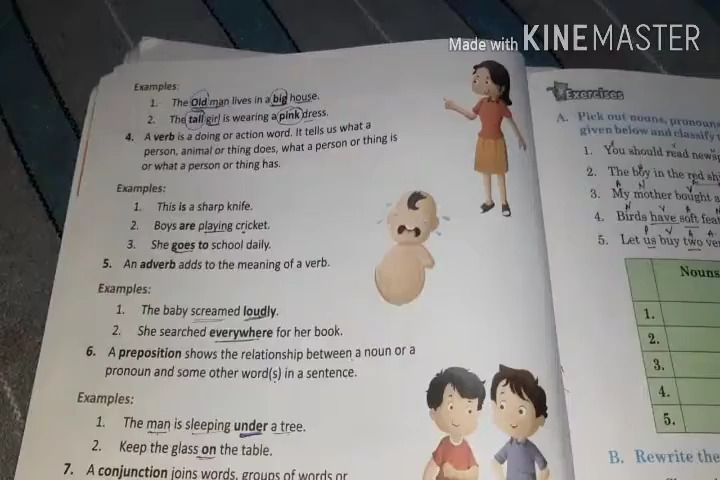 Made with KINEMASTER
Examples:
1. The Old man lives in a big house.
2. The tall girl is wearing a pink dress.
4. A verb is a doing or action word. It tells us what a
person, animal or thing does, what a person or thing is
or what a person or thing has.
Examples:
1. This is a sharp knife.
2. Boys are playing cricket.
3. She goes to school daily.
5. An adverb adds to the meaning of a verb.
Examples:
1. The baby screamed loudly.
2. She searched everywhere for her book.
6. A preposition shows the relationship between a noun or a
pronoun and some other word(s) in a sentence.
Examples:
1. The man is sleeping under a tree.
2. Keep the glass on the table.
7. A conjunction joins words, groups of words or
Exercises
A. Pick out nouns, pronoun
given below and classify
1. You should read news
2. The boy in the red sh
3. My mother bought a
4. Birds have soft fea
5. Let us buy two ve
Nouns
1.
2.
3.
4.
5.
B. Rewrite the